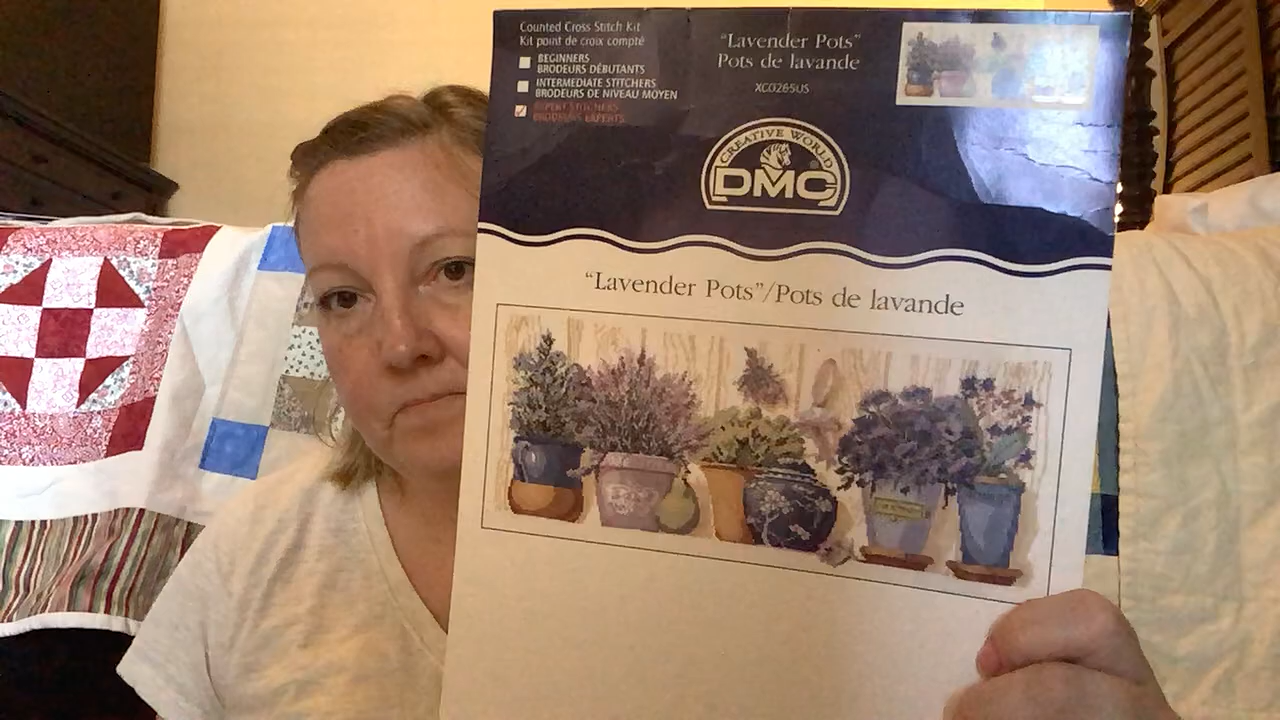 Counted Cross Stitch Kit
Kit point de croix compté
BEGINNERS
BRODEURS DÉBUTANTS
INTERMEDIATE STITCHERS
BRODEURS DE NIVEAU MOYEN
EXPERT STITCHERS
BRODEURS EXPERTS
"Lavender Pots"
Pots de lavande
XC0265US
CREATIVE WORLD
DMC
"Lavender Pots"/Pots de lavande